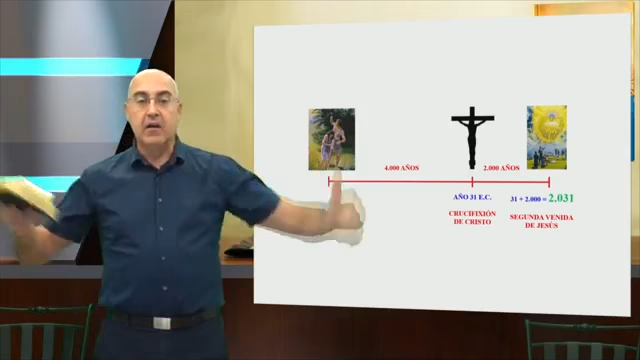 4.000 AÑOS
2.000 AÑOS
AÑO 31 E.C.
31 + 2.000 = 2.031
CRUCIFIXIÓN
DE CRISTO
SEGUNDA VENIDA
DE JESÚS